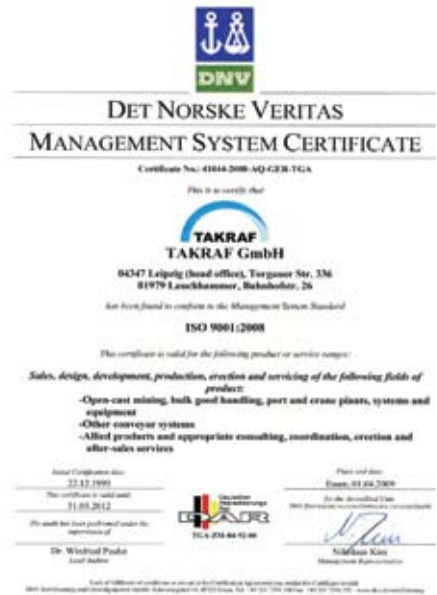 DNV
DET NORSKE VERITAS
MANAGEMENT SYSTEM CERTIFICATE
Certificate No.: 41044-2008-AQ-GER-TGA
This is to certify that
TAKRAF
TAKRAF GmbH
04347 Leipzig (head office), Torgauer Str. 336
01979 Lauchhammer, Bahnhofstr. 26
has been found to conform to the Management System Standard
ISO 9001:2008
This certificate is valid for the following product or service ranges:
Sales, design, development, production, erection and servicing of the following fields of
product:
-Open-cast mining, bulk good handling, port and crane plants, systems and
equipment
-Other conveyor systems
-Allied products and appropriate consulting, coordination, erection and
after-sales services
Initial Certification date:
22.12.1993
This certificate is valid until:
31.03.2012
The audit has been performed under the
supervision of
Dr. Winfried
Lead Auditor
DAR
TGA-ZM-04-92-00
Place and date:
Essen, 01.04.2009
for the Accredited Unit
Nikolaus Kim
Management Representative